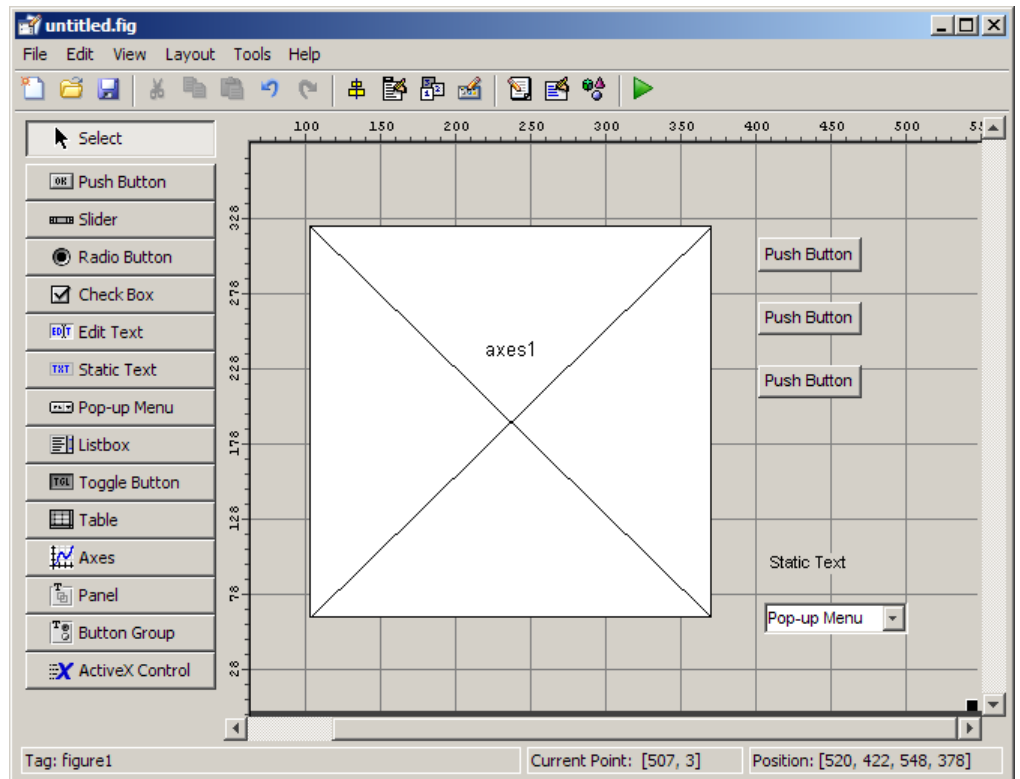 untitled.fig
File Edit View Layout Tools Help
Select
Push Button
Slider
Radio Button
Check Box
Edit Text
Static Text
Pop-up Menu
Listbox
Toggle Button
Table
Axes
Panel
Button Group
ActiveX Control
100 150 200 250 300 350 400 450 500
328
278
228
178
128
78
28
axes1
Push Button
Push Button
Push Button
Static Text
Pop-up Menu
Tag: figure1 Current Point: [507, 3] Position: [520, 422, 548, 378]